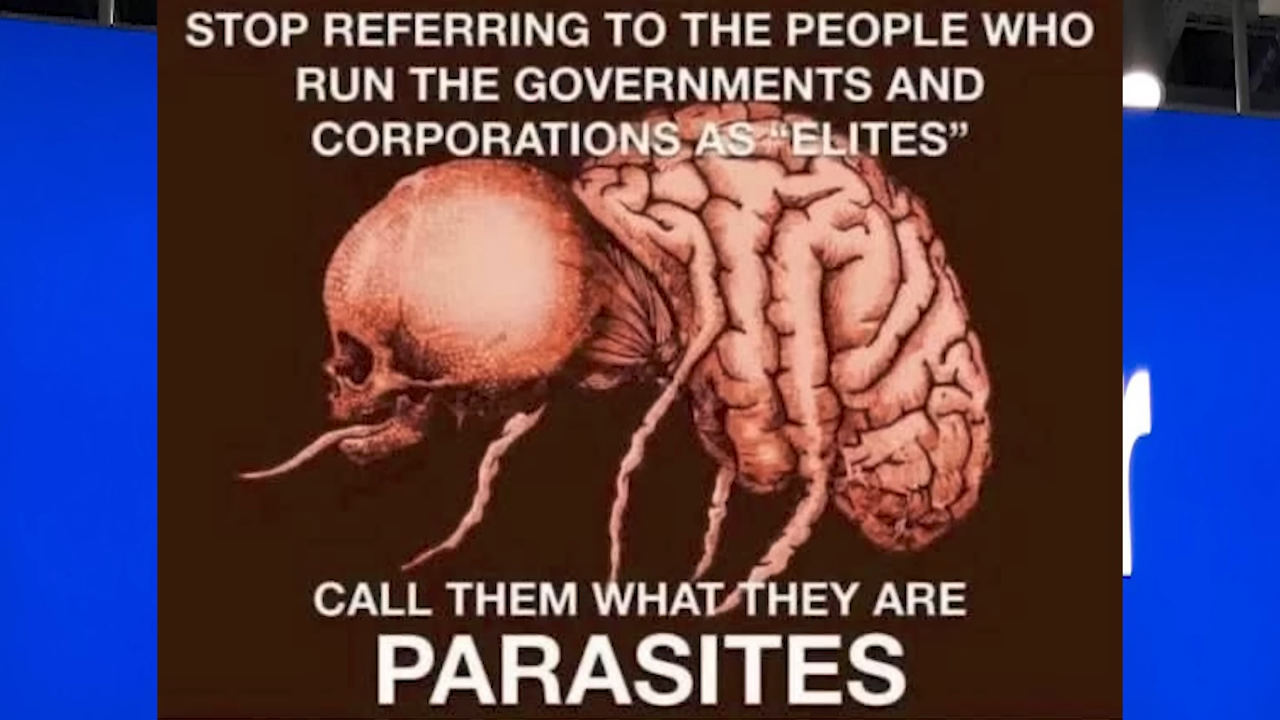 STOP REFERRING TO THE PEOPLE WHO
RUN THE GOVERNMENTS AND
CORPORATIONS AS “ELITES”
CALL THEM WHAT THEY ARE
PARASITES